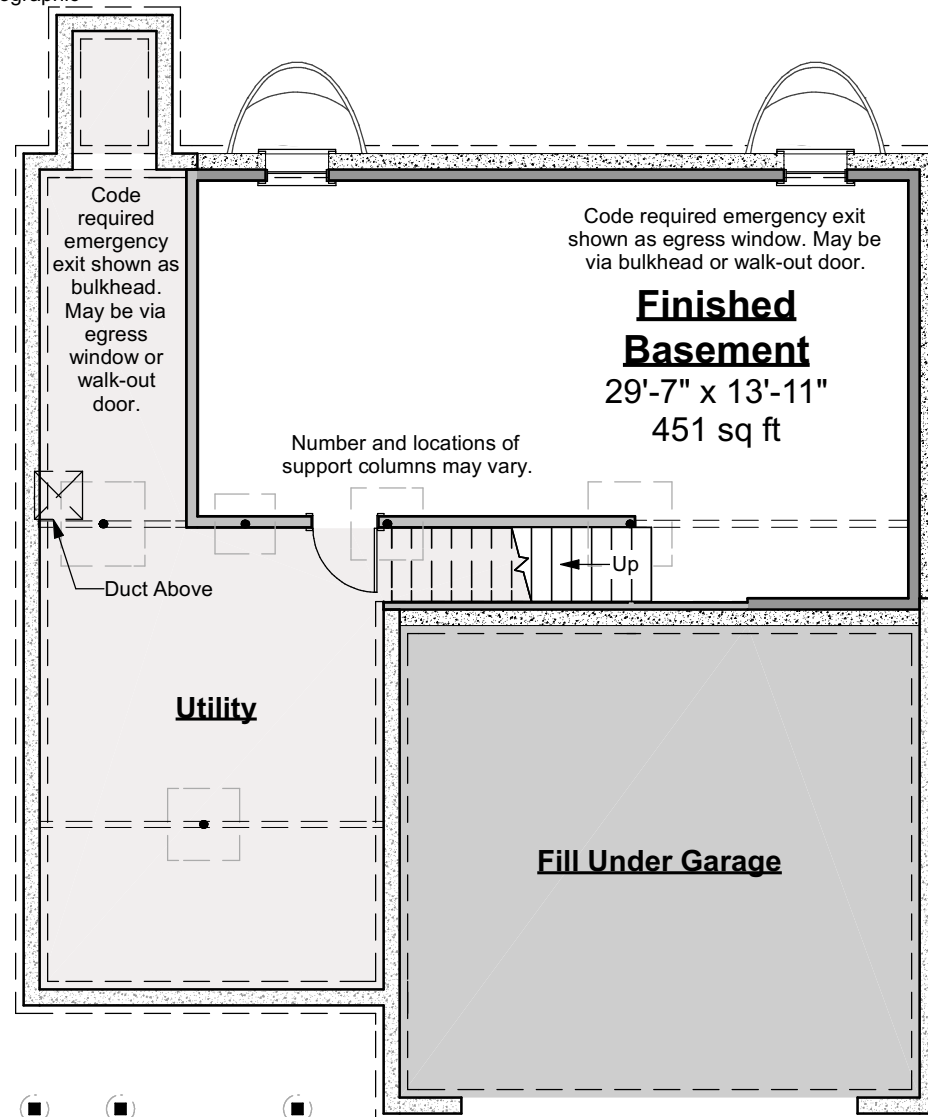 Code
required
emergency
exit shown as
bulkhead.
May be via
egress
window or
walk-out
door.
Code required emergency exit
shown as egress window. May be
via bulkhead or walk-out door.
Finished
Basement
29'-7" x 13'-11"
451 sq ft
Number and locations of
support columns may vary.
Up
Duct Above
Utility
Fill Under Garage